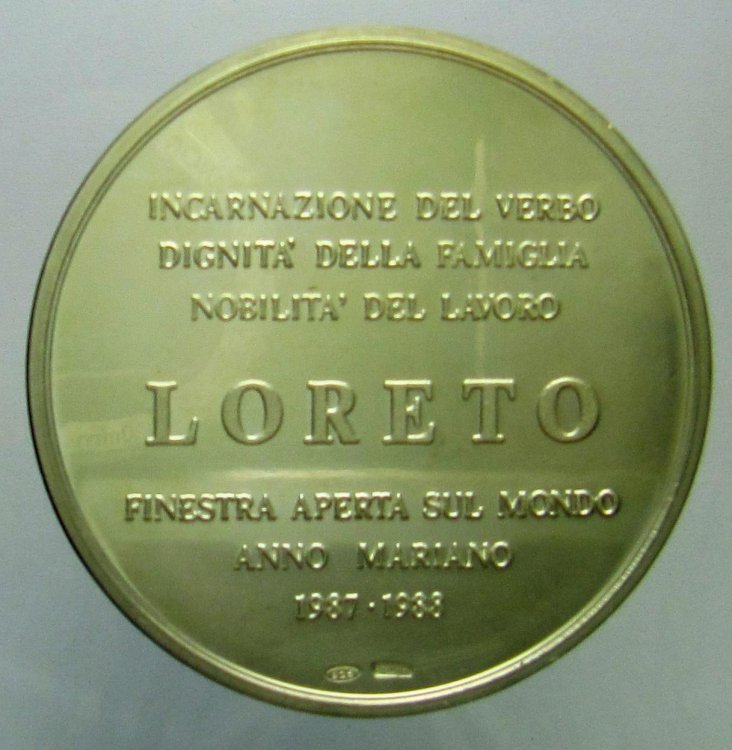 INCARNAZIONE DEL VERBO
DIGNITA' DELLA FAMIGLIA
NOBILITA' DEL LAVORO
LORETO
FINESTRA APERTA SUL MONDO
ANNO MARIANO
1987·1988